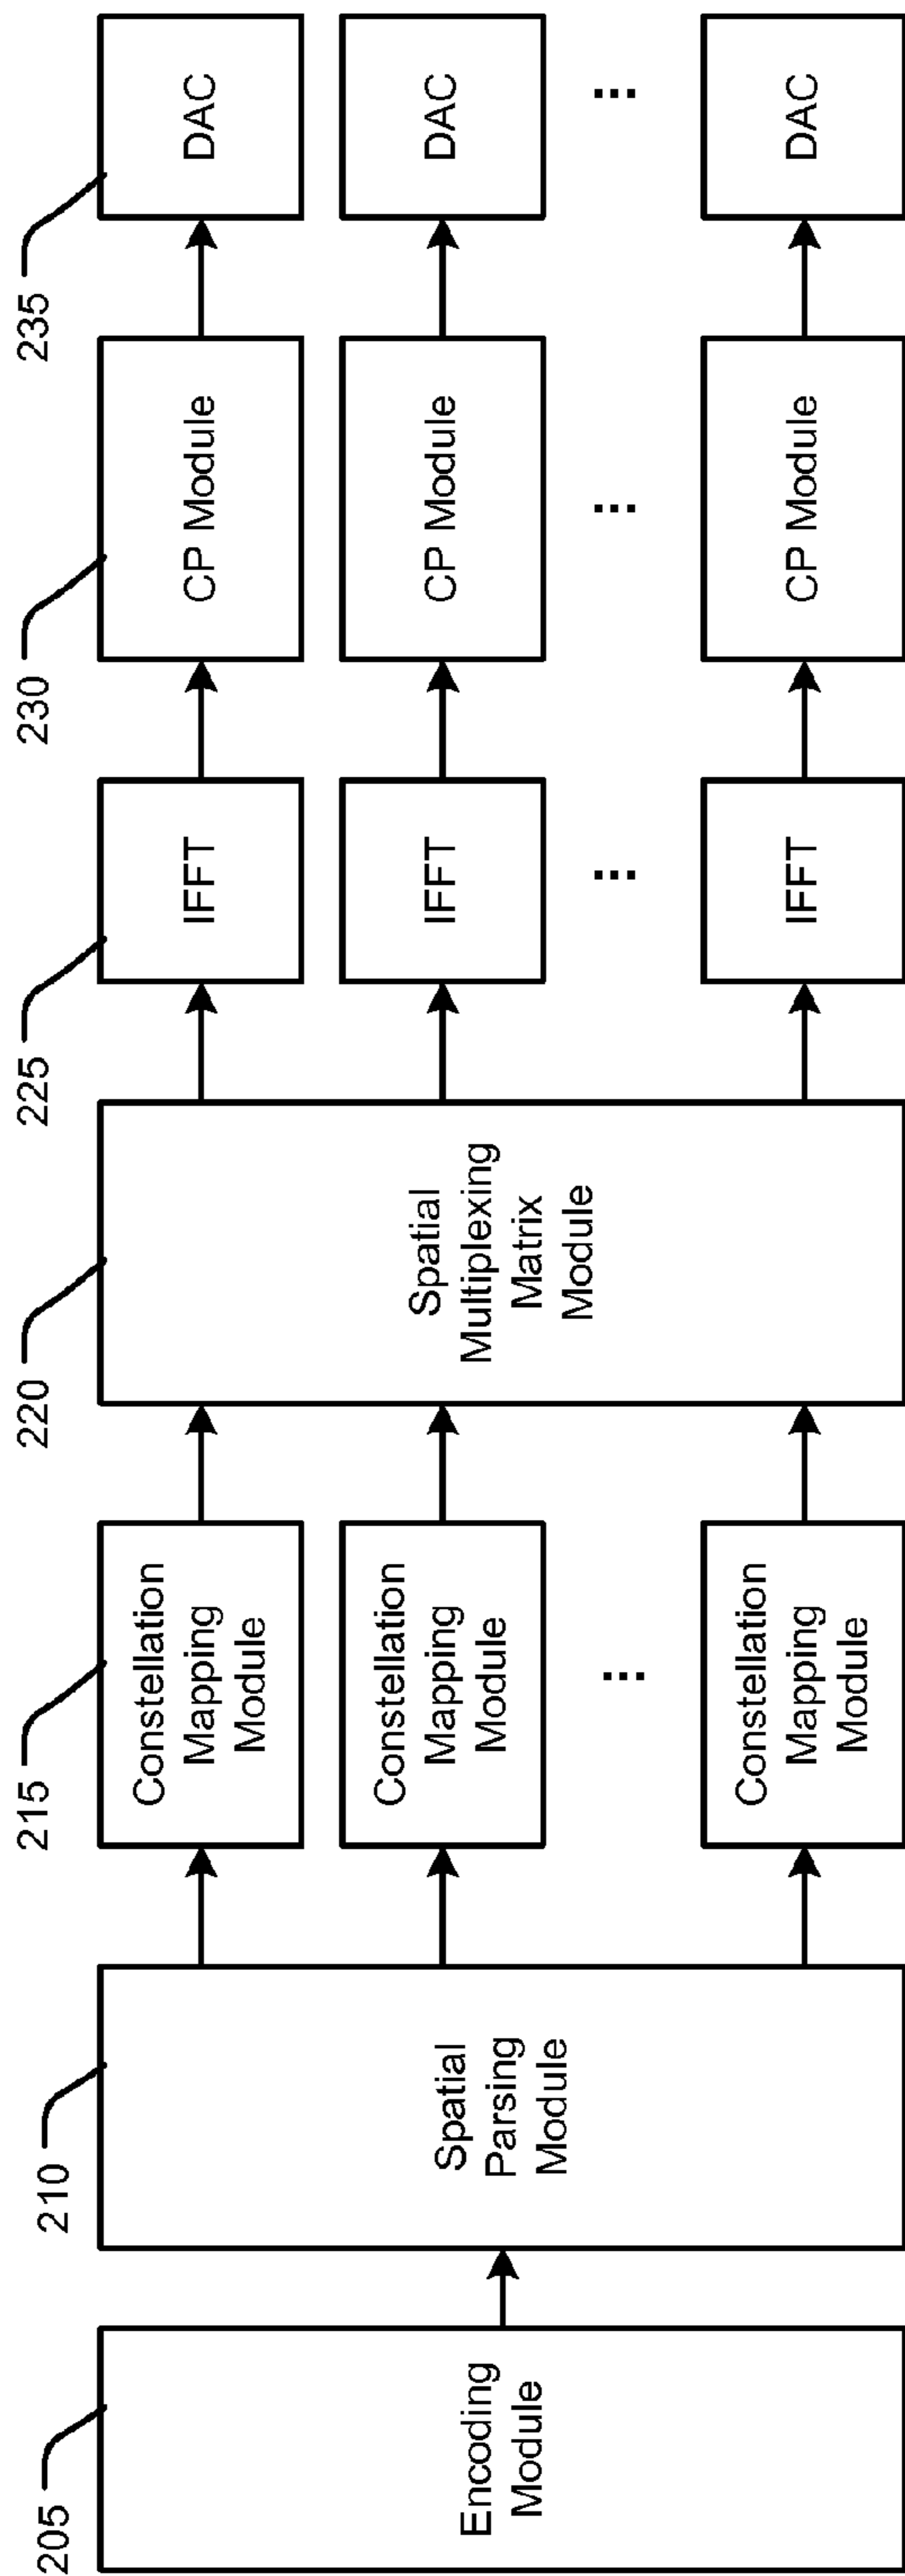 205
Encoding
Module
210
Spatial
Parsing
Module
215
Constellation
Mapping
Module
Constellation
Mapping
Module
...
Constellation
Mapping
Module
220
Spatial
Multiplexing
Matrix
Module
225
IFFT
IFFT
...
IFFT
230
CP Module
CP Module
...
CP Module
235
DAC
DAC
...
DAC